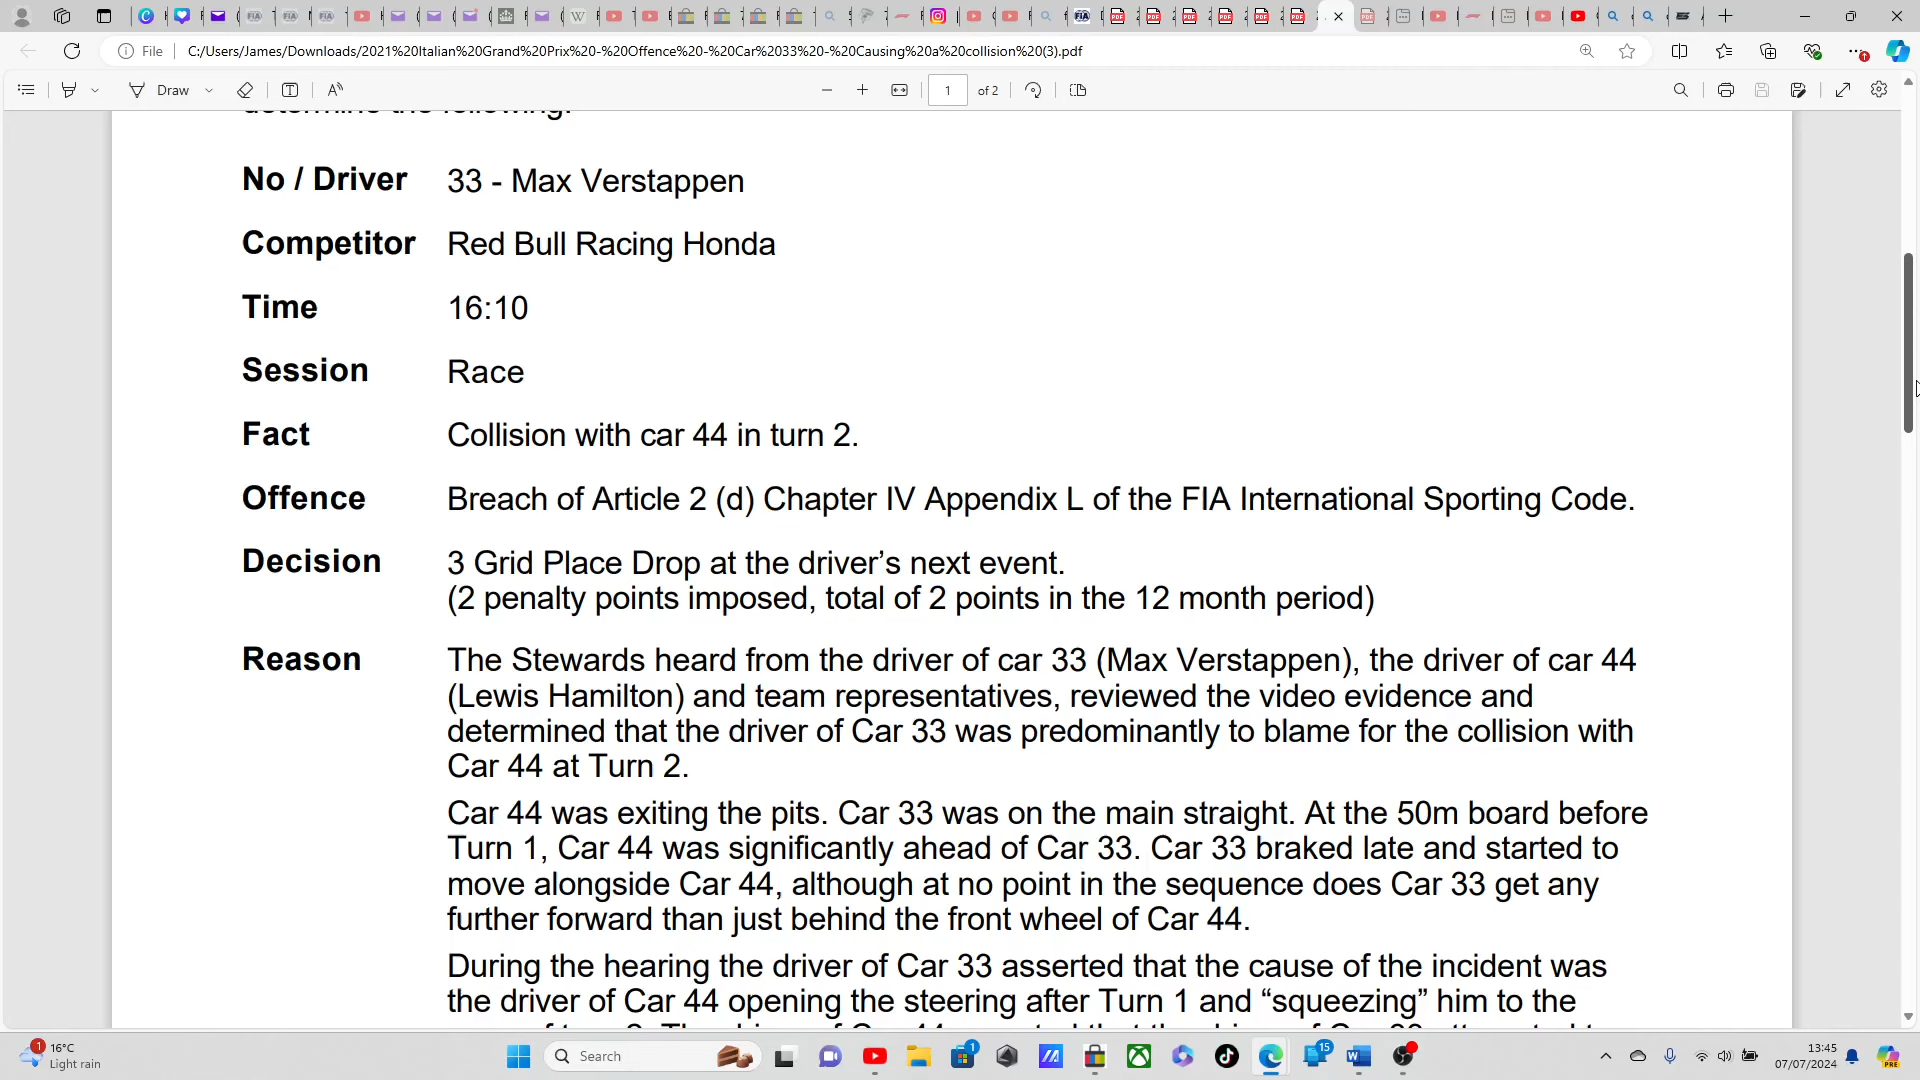 File
C:/Users/James/Downloads/2021%20Italian%20Grand%20Prix%20-%20Offence%20-%20Car%2033%20-%20Causing%20a%20collision%20(3).pdf
Draw
1 of 2
determine the following:
No / Driver 33 - Max Verstappen
Competitor Red Bull Racing Honda
Time 16:10
Session Race
Fact Collision with car 44 in turn 2.
Offence Breach of Article 2 (d) Chapter IV Appendix L of the FIA International Sporting Code.
Decision 3 Grid Place Drop at the driver’s next event.
(2 penalty points imposed, total of 2 points in the 12 month period)
Reason The Stewards heard from the driver of car 33 (Max Verstappen), the driver of car 44
(Lewis Hamilton) and team representatives, reviewed the video evidence and
determined that the driver of Car 33 was predominantly to blame for the collision with
Car 44 at Turn 2.
Car 44 was exiting the pits. Car 33 was on the main straight. At the 50m board before
Turn 1, Car 44 was significantly ahead of Car 33. Car 33 braked late and started to
move alongside Car 44, although at no point in the sequence does Car 33 get any
further forward than just behind the front wheel of Car 44.
During the hearing the driver of Car 33 asserted that the cause of the incident was
the driver of Car 44 opening the steering after Turn 1 and “squeezing” him to the
1
16°C
Light rain
Search
1
15
13:45
07/07/2024
PRE